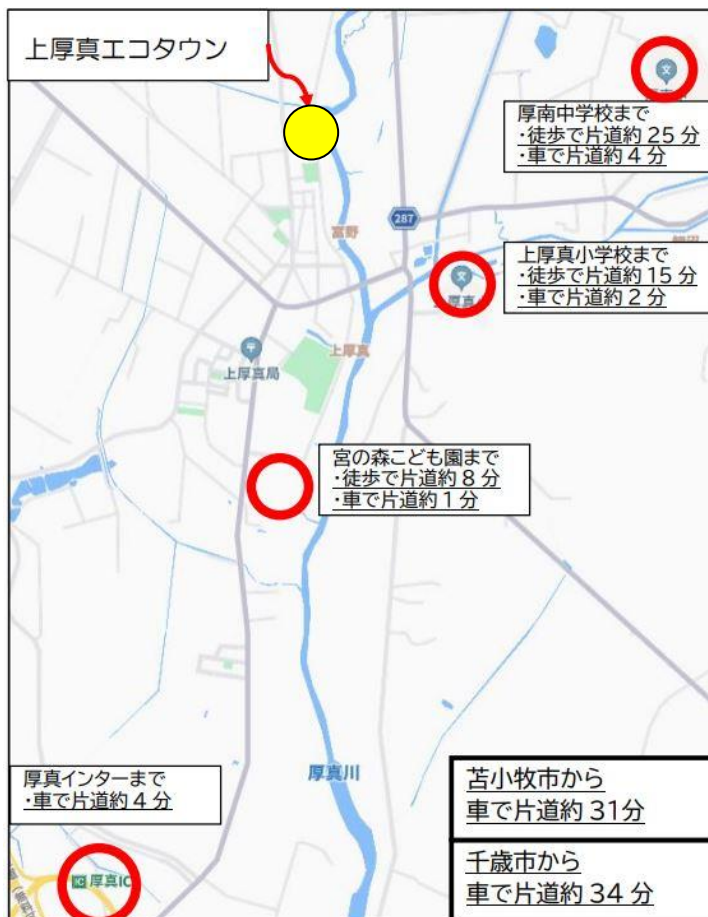 上厚真エコタウン
厚南中学校まで
・徒歩で片道約 25 分
・車で片道約 4 分
287
富野
上厚真小学校まで
・徒歩で片道約 15 分
・車で片道約 2 分
上厚真
上厚真局
宮の森こども園まで
・徒歩で片道約 8 分
・車で片道約 1 分
厚真川
厚真インターまで
・車で片道約 4 分
苫小牧市から
車で片道約 31分
千歳市から
車で片道約 34 分
IC 厚真IC